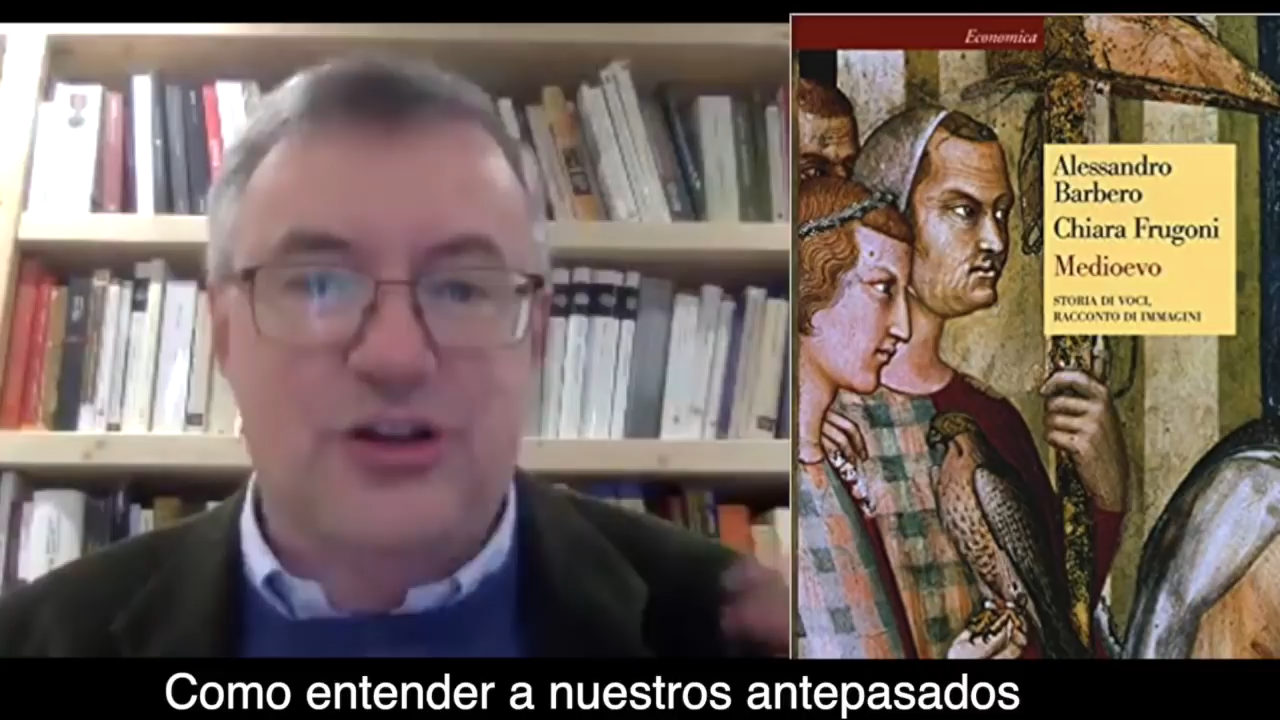 Economica
Alessandro
Barbero
Chiara Frugoni
Medioevo
STORIA DI VOCI,
RACCONTO DI IMMAGINI
Como entender a nuestros antepasados